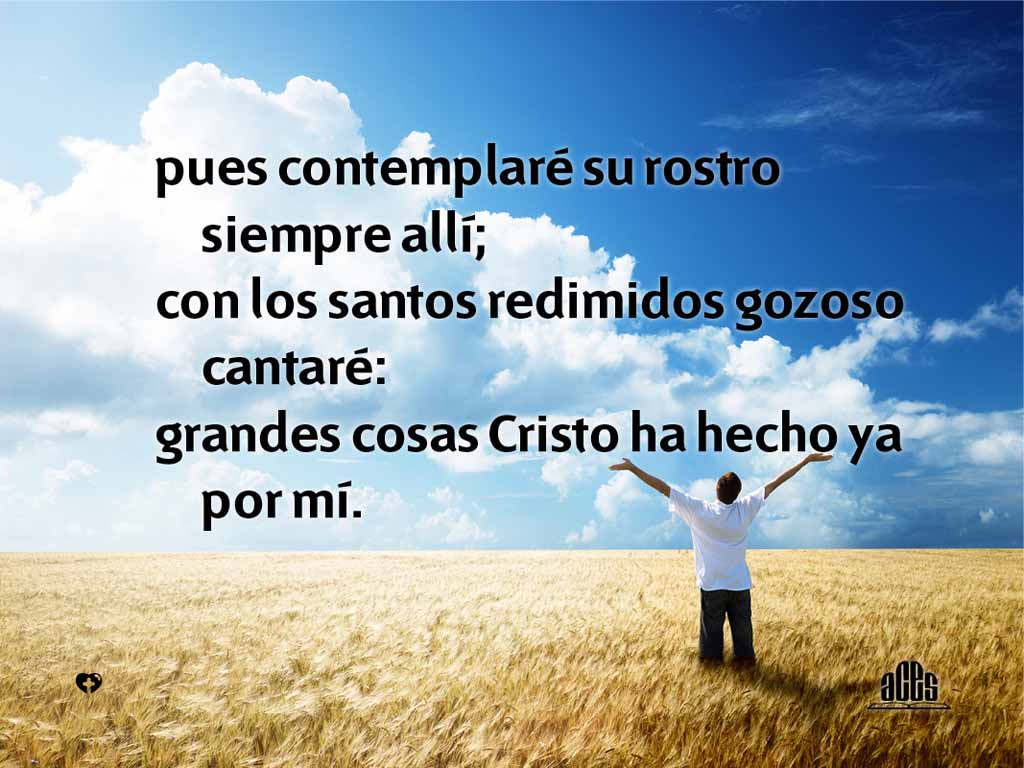 pues contemplaré su rostro
siempre allí;
con los santos redimidos gozoso
cantaré:
grandes cosas Cristo ha hecho ya
por mí.
aces